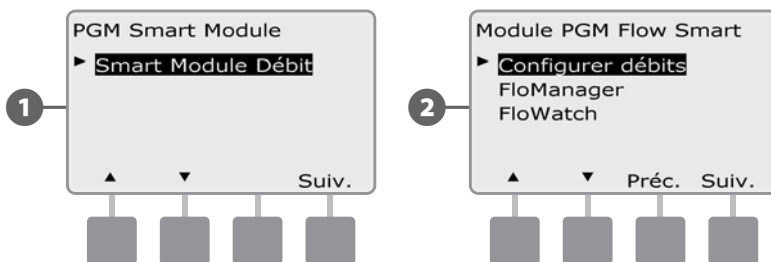 PGM Smart Module
► Smart Module Débit
1
▲ ▼ Suiv.
Module PGM Flow Smart
► Configurer débits
FloManager
FloWatch
2
▲ ▼ Préc. Suiv.